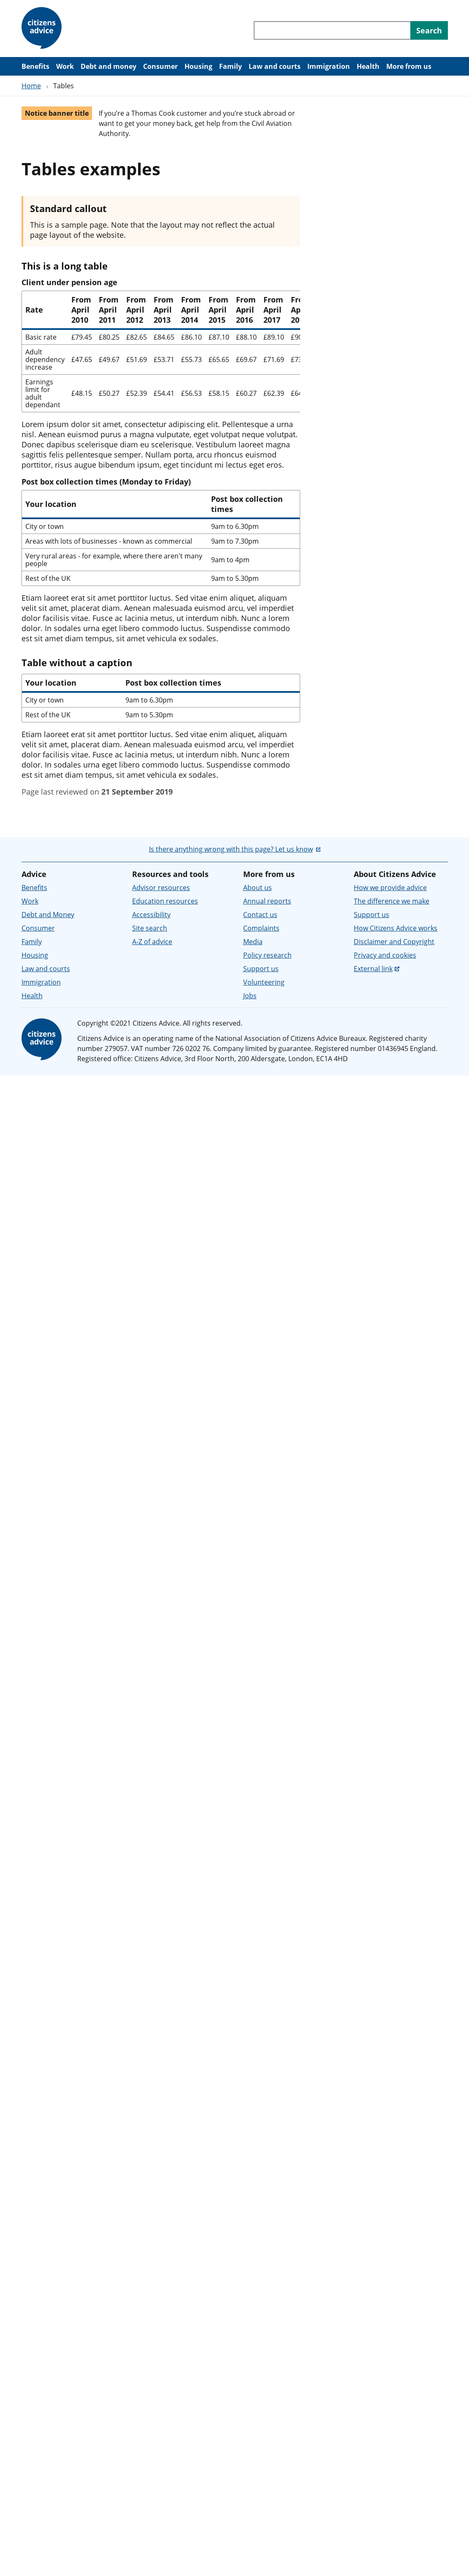 citizens
advice
Search
Benefits Work Debt and money Consumer Housing Family Law and courts Immigration Health More from us
Home › Tables
Notice banner title If you're a Thomas Cook customer and you're stuck abroad or
want to get your money back, get help from the Civil Aviation
Authority.
Tables examples
Standard callout
This is a sample page. Note that the layout may not reflect the actual
page layout of the website.
This is a long table
Client under pension age
Rate From April 2010 From April 2011 From April 2012 From April 2013 From April 2014 From April 2015 From April 2016 From April 2017
Basic rate £79.45 £80.25 £82.65 £84.65 £86.10 £87.10 £88.10 £89.10
Adult dependency increase £47.65 £49.67 £51.69 £53.71 £55.73 £65.65 £69.67 £71.69
Earnings limit for adult dependant £48.15 £50.27 £52.39 £54.41 £56.53 £58.15 £60.27 £62.39
Lorem ipsum dolor sit amet, consectetur adipiscing elit. Pellentesque a urna
nisl. Aenean euismod purus a magna vulputate, eget volutpat neque volutpat.
Donec dapibus scelerisque diam eu scelerisque. Vestibulum laoreet magna
sagittis felis pellentesque semper. Nullam porta, arcu rhoncus euismod
porttitor, risus augue bibendum ipsum, eget tincidunt mi lectus eget eros.
Post box collection times (Monday to Friday)
Your location Post box collection times
City or town 9am to 6.30pm
Areas with lots of businesses - known as commercial 9am to 7.30pm
Very rural areas - for example, where there aren't many people 9am to 4pm
Rest of the UK 9am to 5.30pm
Etiam laoreet erat sit amet porttitor luctus. Sed vitae enim aliquet, aliquam
velit sit amet, placerat diam. Aenean malesuada euismod arcu, vel imperdiet
dolor facilisis vitae. Fusce ac lacinia metus, ut interdum nibh. Nunc a lorem
dolor. In sodales urna eget libero commodo luctus. Suspendisse commodo
est sit amet diam tempus, sit amet vehicula ex sodales.
Table without a caption
Your location Post box collection times
City or town 9am to 6.30pm
Rest of the UK 9am to 5.30pm
Etiam laoreet erat sit amet porttitor luctus. Sed vitae enim aliquet, aliquam
velit sit amet, placerat diam. Aenean malesuada euismod arcu, vel imperdiet
dolor facilisis vitae. Fusce ac lacinia metus, ut interdum nibh. Nunc a lorem
dolor. In sodales urna eget libero commodo luctus. Suspendisse commodo
est sit amet diam tempus, sit amet vehicula ex sodales.
Page last reviewed on 21 September 2019
Is there anything wrong with this page? Let us know
Advice
Benefits
Work
Debt and Money
Consumer
Family
Housing
Law and courts
Immigration
Health
Resources and tools
Advisor resources
Education resources
Accessibility
Site search
A-Z of advice
More from us
About us
Annual reports
Contact us
Complaints
Media
Policy research
Support us
Volunteering
Jobs
About Citizens Advice
How we provide advice
The difference we make
Support us
How Citizens Advice works
Disclaimer and Copyright
Privacy and cookies
External link
citizens
advice
Copyright ©2021 Citizens Advice. All rights reserved.
Citizens Advice is an operating name of the National Association of Citizens Advice Bureaux. Registered charity
number 279057. VAT number 726 0202 76. Company limited by guarantee. Registered number 01436945 England.
Registered office: Citizens Advice, 3rd Floor North, 200 Aldersgate, London, EC1A 4HD